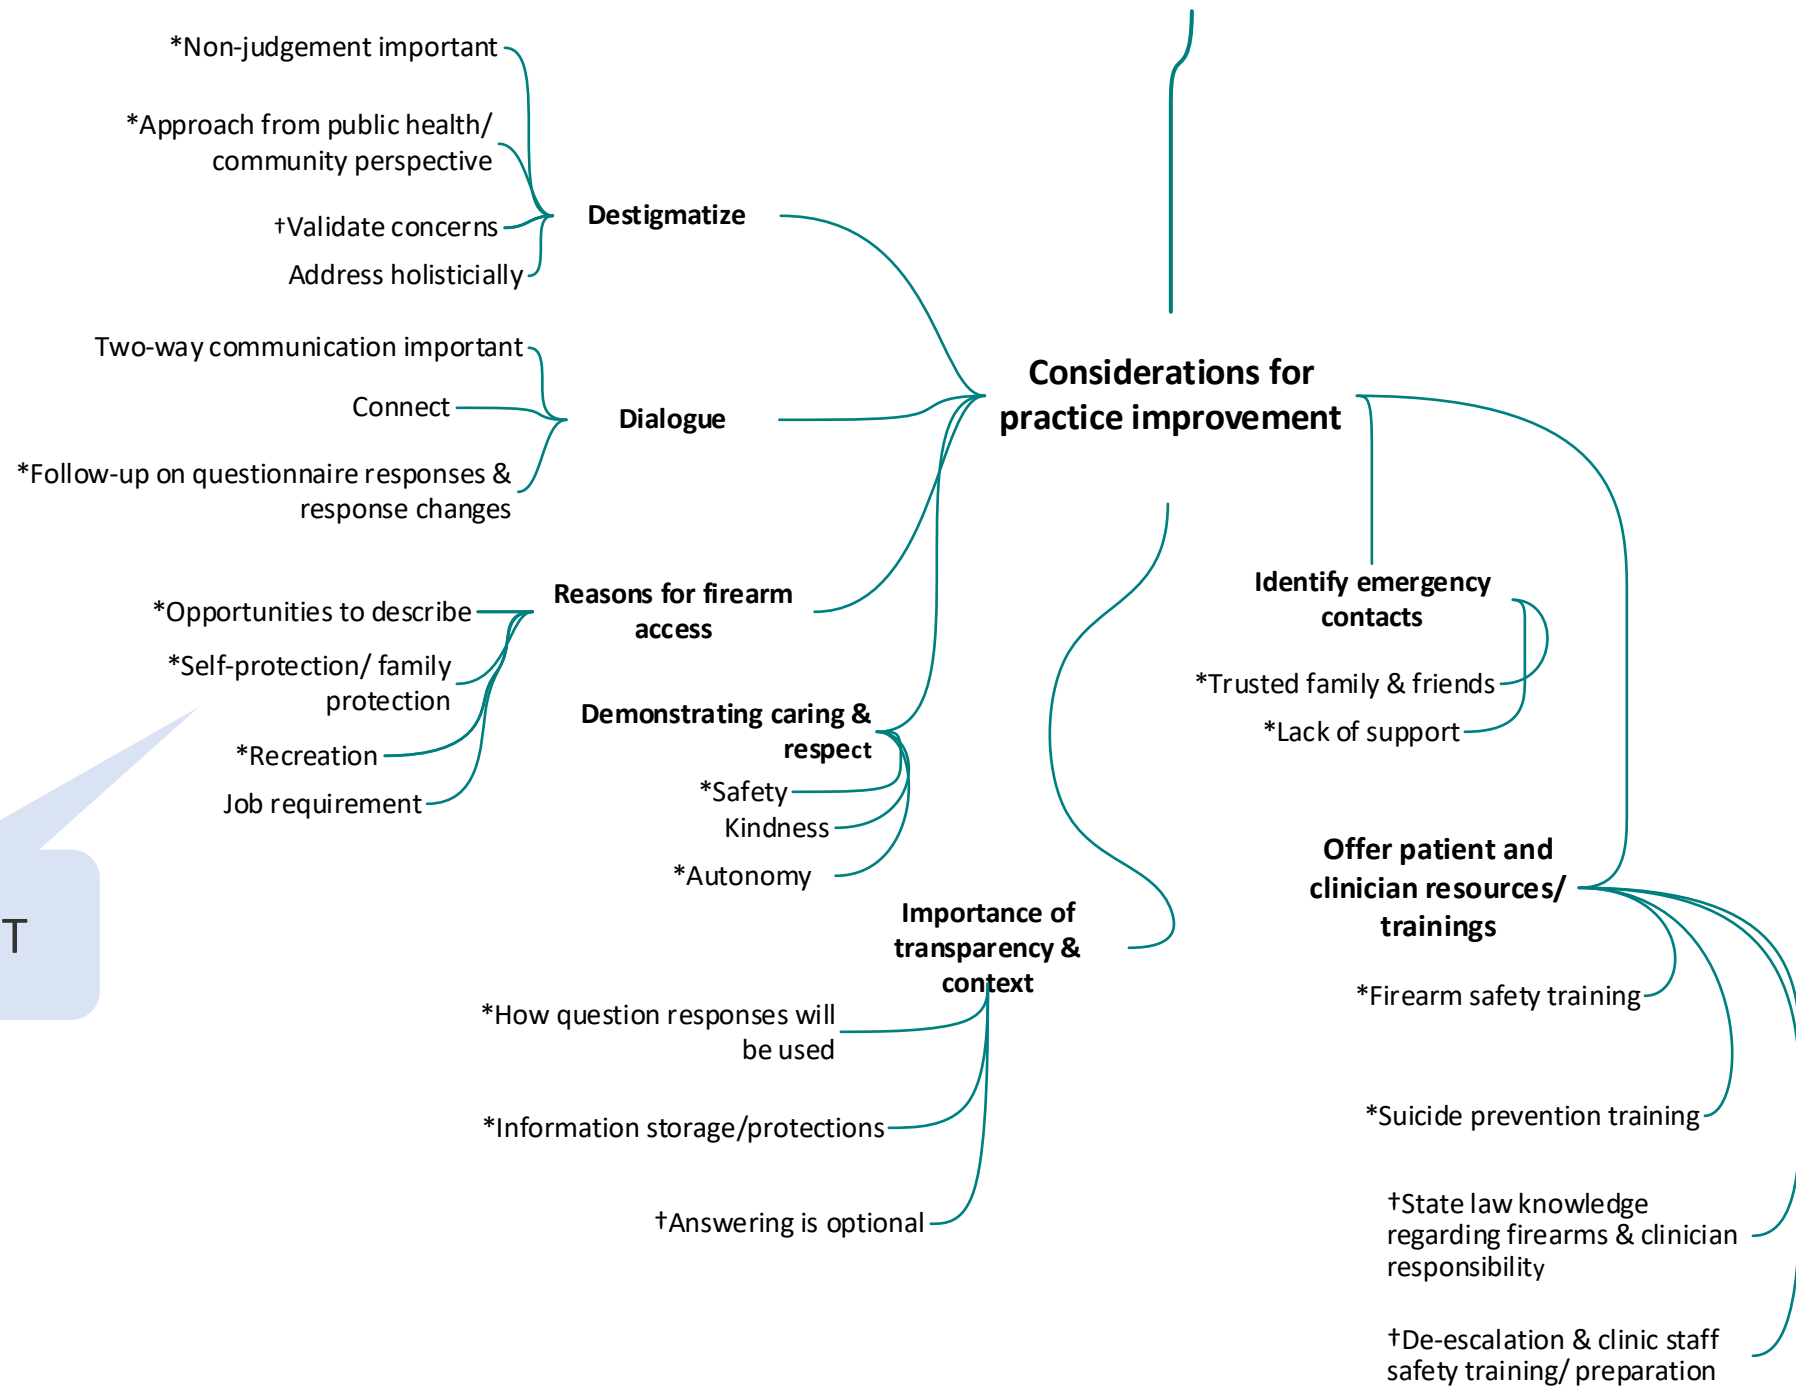 *Non-judgement important
*Approach from public health/
community perspective
†Validate concerns
Address holisticially
Destigmatize
Two-way communication important
Connect
*Follow-up on questionnaire responses &
response changes
Dialogue
Considerations for
practice improvement
*Opportunities to describe
*Self-protection/ family
protection
*Recreation
Job requirement
Reasons for firearm
access
Demonstrating caring &
respect
*Safety
Kindness
*Autonomy
Importance of
transparency &
context
*How question responses will
be used
*Information storage/protections
†Answering is optional
Identify emergency
contacts
*Trusted family & friends
*Lack of support
Offer patient and
clinician resources/
trainings
*Firearm safety training
*Suicide prevention training
†State law knowledge
regarding firearms & clinician
responsibility
†De-escalation & clinic staff
safety training/ preparation
T